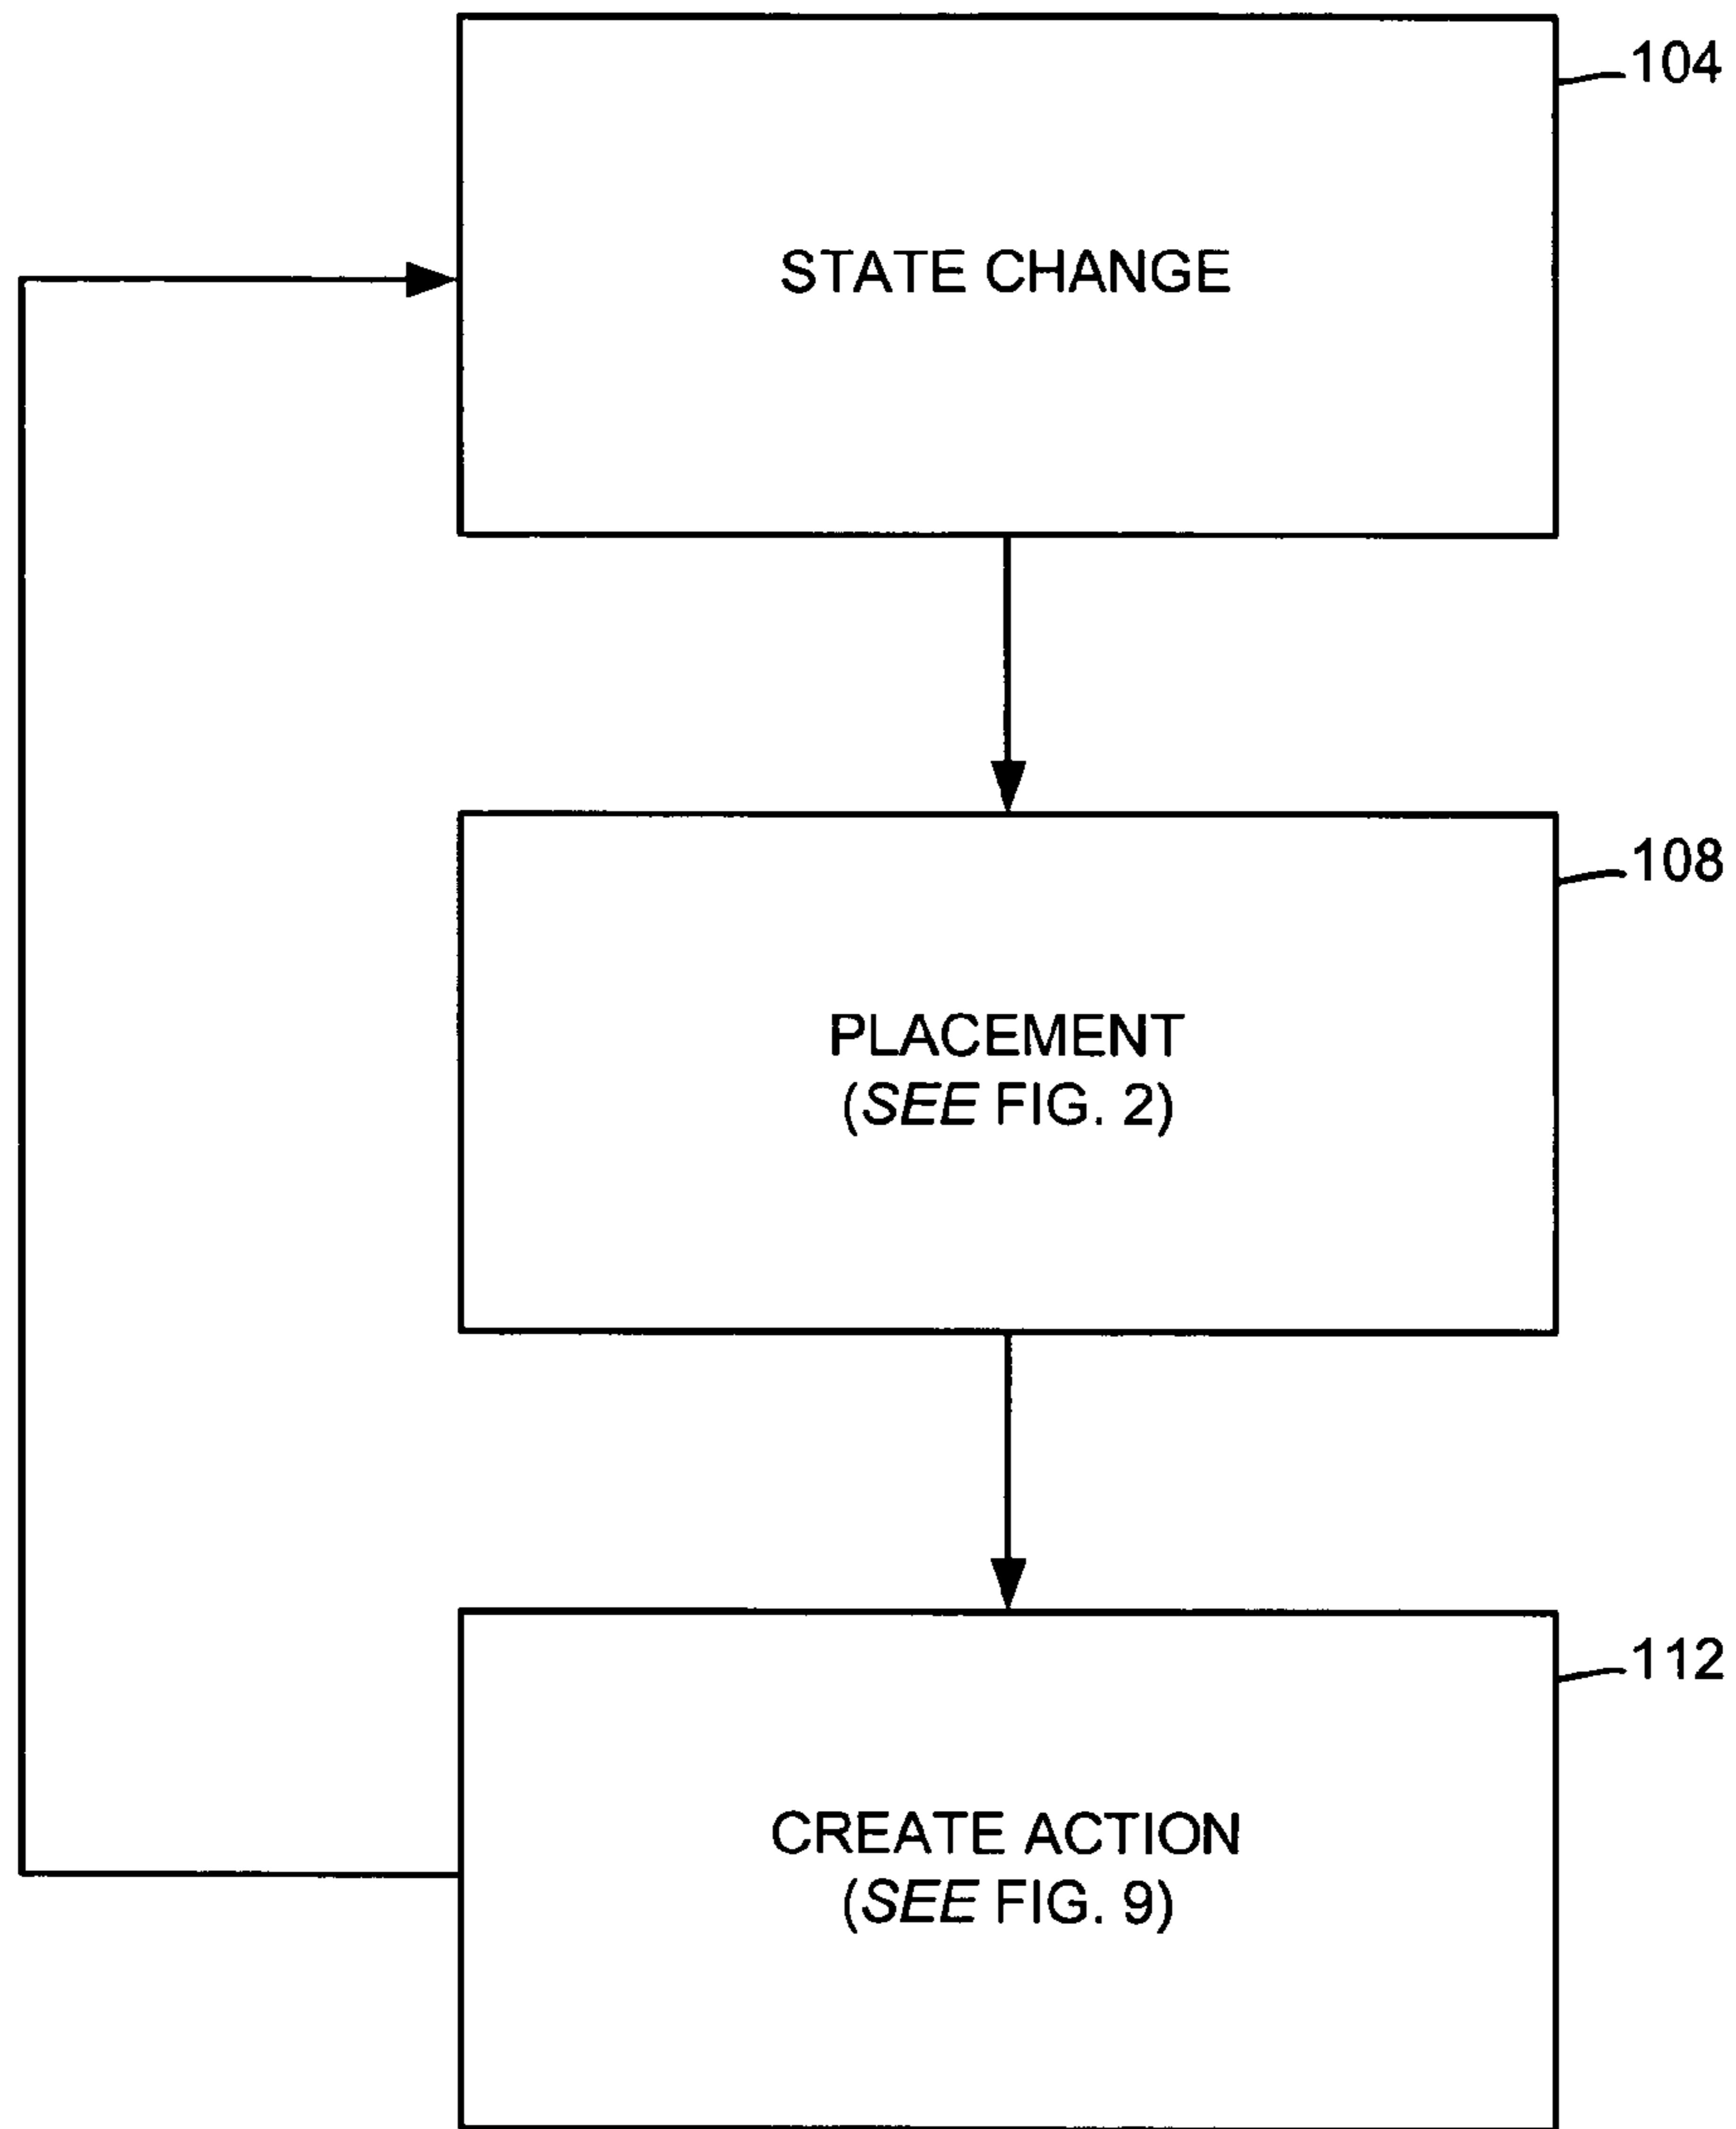 104
STATE CHANGE
108
PLACEMENT
(SEE FIG. 2)
112
CREATE ACTION
(SEE FIG. 9)